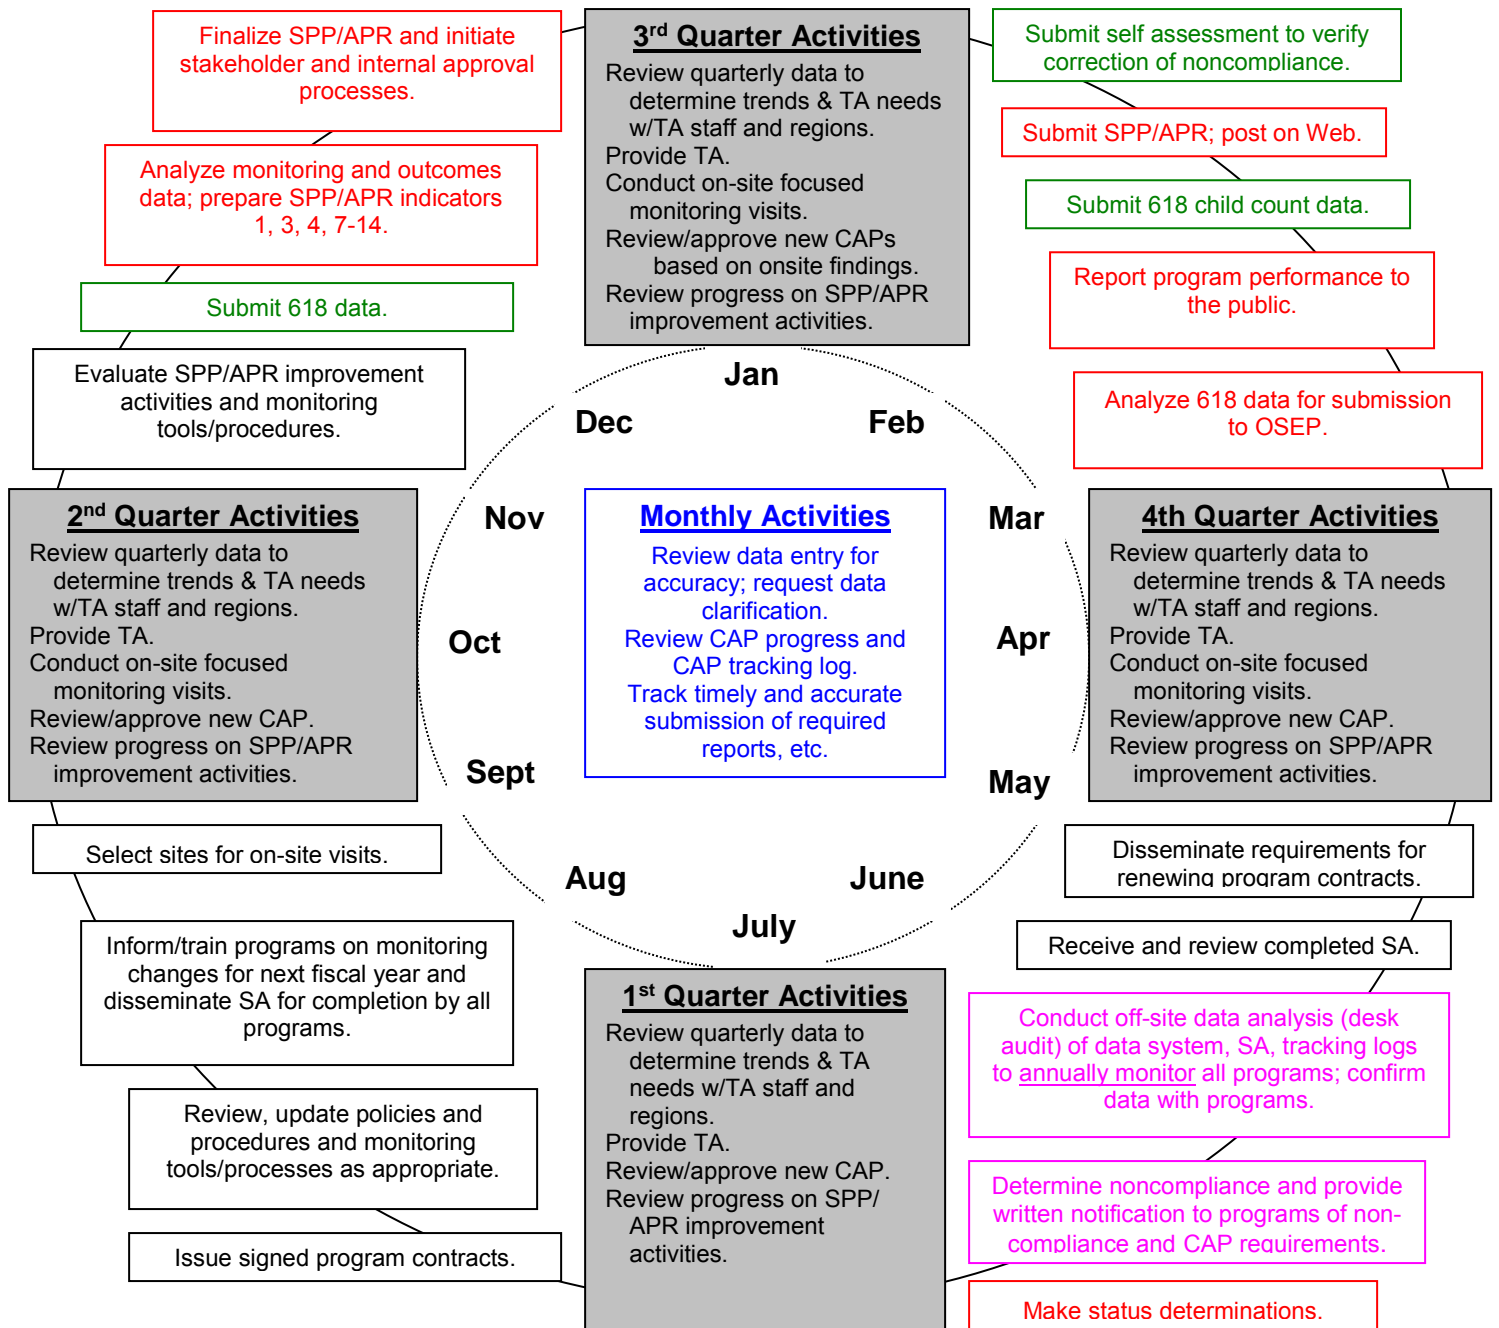 Finalize SPP/APR and initiate
stakeholder and internal approval
processes.
Analyze monitoring and outcomes
data; prepare SPP/APR indicators
1, 3, 4, 7-14.
Submit 618 data.
Evaluate SPP/APR improvement
activities and monitoring
tools/procedures.
3rd Quarter Activities
Review quarterly data to
determine trends & TA needs
w/TA staff and regions.
Provide TA.
Conduct on-site focused
monitoring visits.
Review/approve new CAPs
based on onsite findings.
Review progress on SPP/APR
improvement activities.
Submit self assessment to verify
correction of noncompliance.
Submit SPP/APR; post on Web.
Submit 618 child count data.
Report program performance to
the public.
Analyze 618 data for submission
to OSEP.
Jan
Dec
Feb
Nov
Mar
Oct
Apr
Sept
May
Aug
June
July
2nd Quarter Activities
Review quarterly data to
determine trends & TA needs
w/TA staff and regions.
Provide TA.
Conduct on-site focused
monitoring visits.
Review/approve new CAP.
Review progress on SPP/APR
improvement activities.
Monthly Activities
Review data entry for
accuracy; request data
clarification.
Review CAP progress and
CAP tracking log.
Track timely and accurate
submission of required
reports, etc.
4th Quarter Activities
Review quarterly data to
determine trends & TA needs
w/TA staff and regions.
Provide TA.
Conduct on-site focused
monitoring visits.
Review/approve new CAP.
Review progress on SPP/APR
improvement activities.
Select sites for on-site visits.
Inform/train programs on monitoring
changes for next fiscal year and
disseminate SA for completion by all
programs.
Review, update policies and
procedures and monitoring
tools/processes as appropriate.
Issue signed program contracts.
1st Quarter Activities
Review quarterly data to
determine trends & TA
needs w/TA staff and
regions.
Provide TA.
Review/approve new CAP.
Review progress on SPP/
APR improvement
activities.
Disseminate requirements for
renewing program contracts.
Receive and review completed SA.
Conduct off-site data analysis (desk
audit) of data system, SA, tracking logs
to annually monitor all programs; confirm
data with programs.
Determine noncompliance and provide
written notification to programs of non-
compliance and CAP requirements.
Make status determinations.